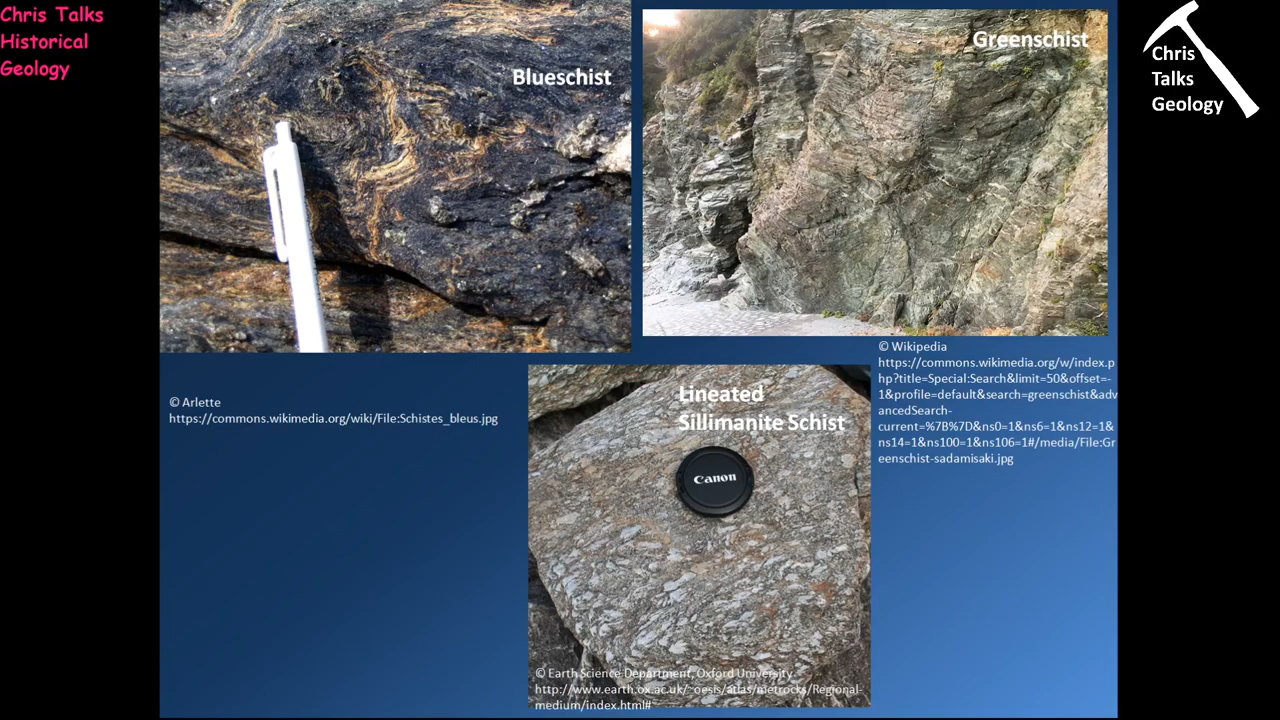 Chris Talks
Historical
Geology
Blueschist
Greenschist
Chris
Talks
Geology
© Arlette
https://commons.wikimedia.org/wiki/File:Schistes_bleus.jpg
© Wikipedia
https://commons.wikimedia.org/w/index.p
hp?title=Special:Search&limit=50&offset=-
1&profile=default&search=greenschist&adv
ancedSearch-
current=%7B%7D&ns0=1&ns6=1&ns12=1&
ns14=1&ns100=1&ns106=1#/media/File:Gr
eenschist-sadamisaki.jpg
Lineated
Sillimanite Schist
Canon
© Earth Science Department, Oxford University
http://www.earth.ox.ac.uk/~oesis/atlas/metrocks/Regional-
medium/index.html#